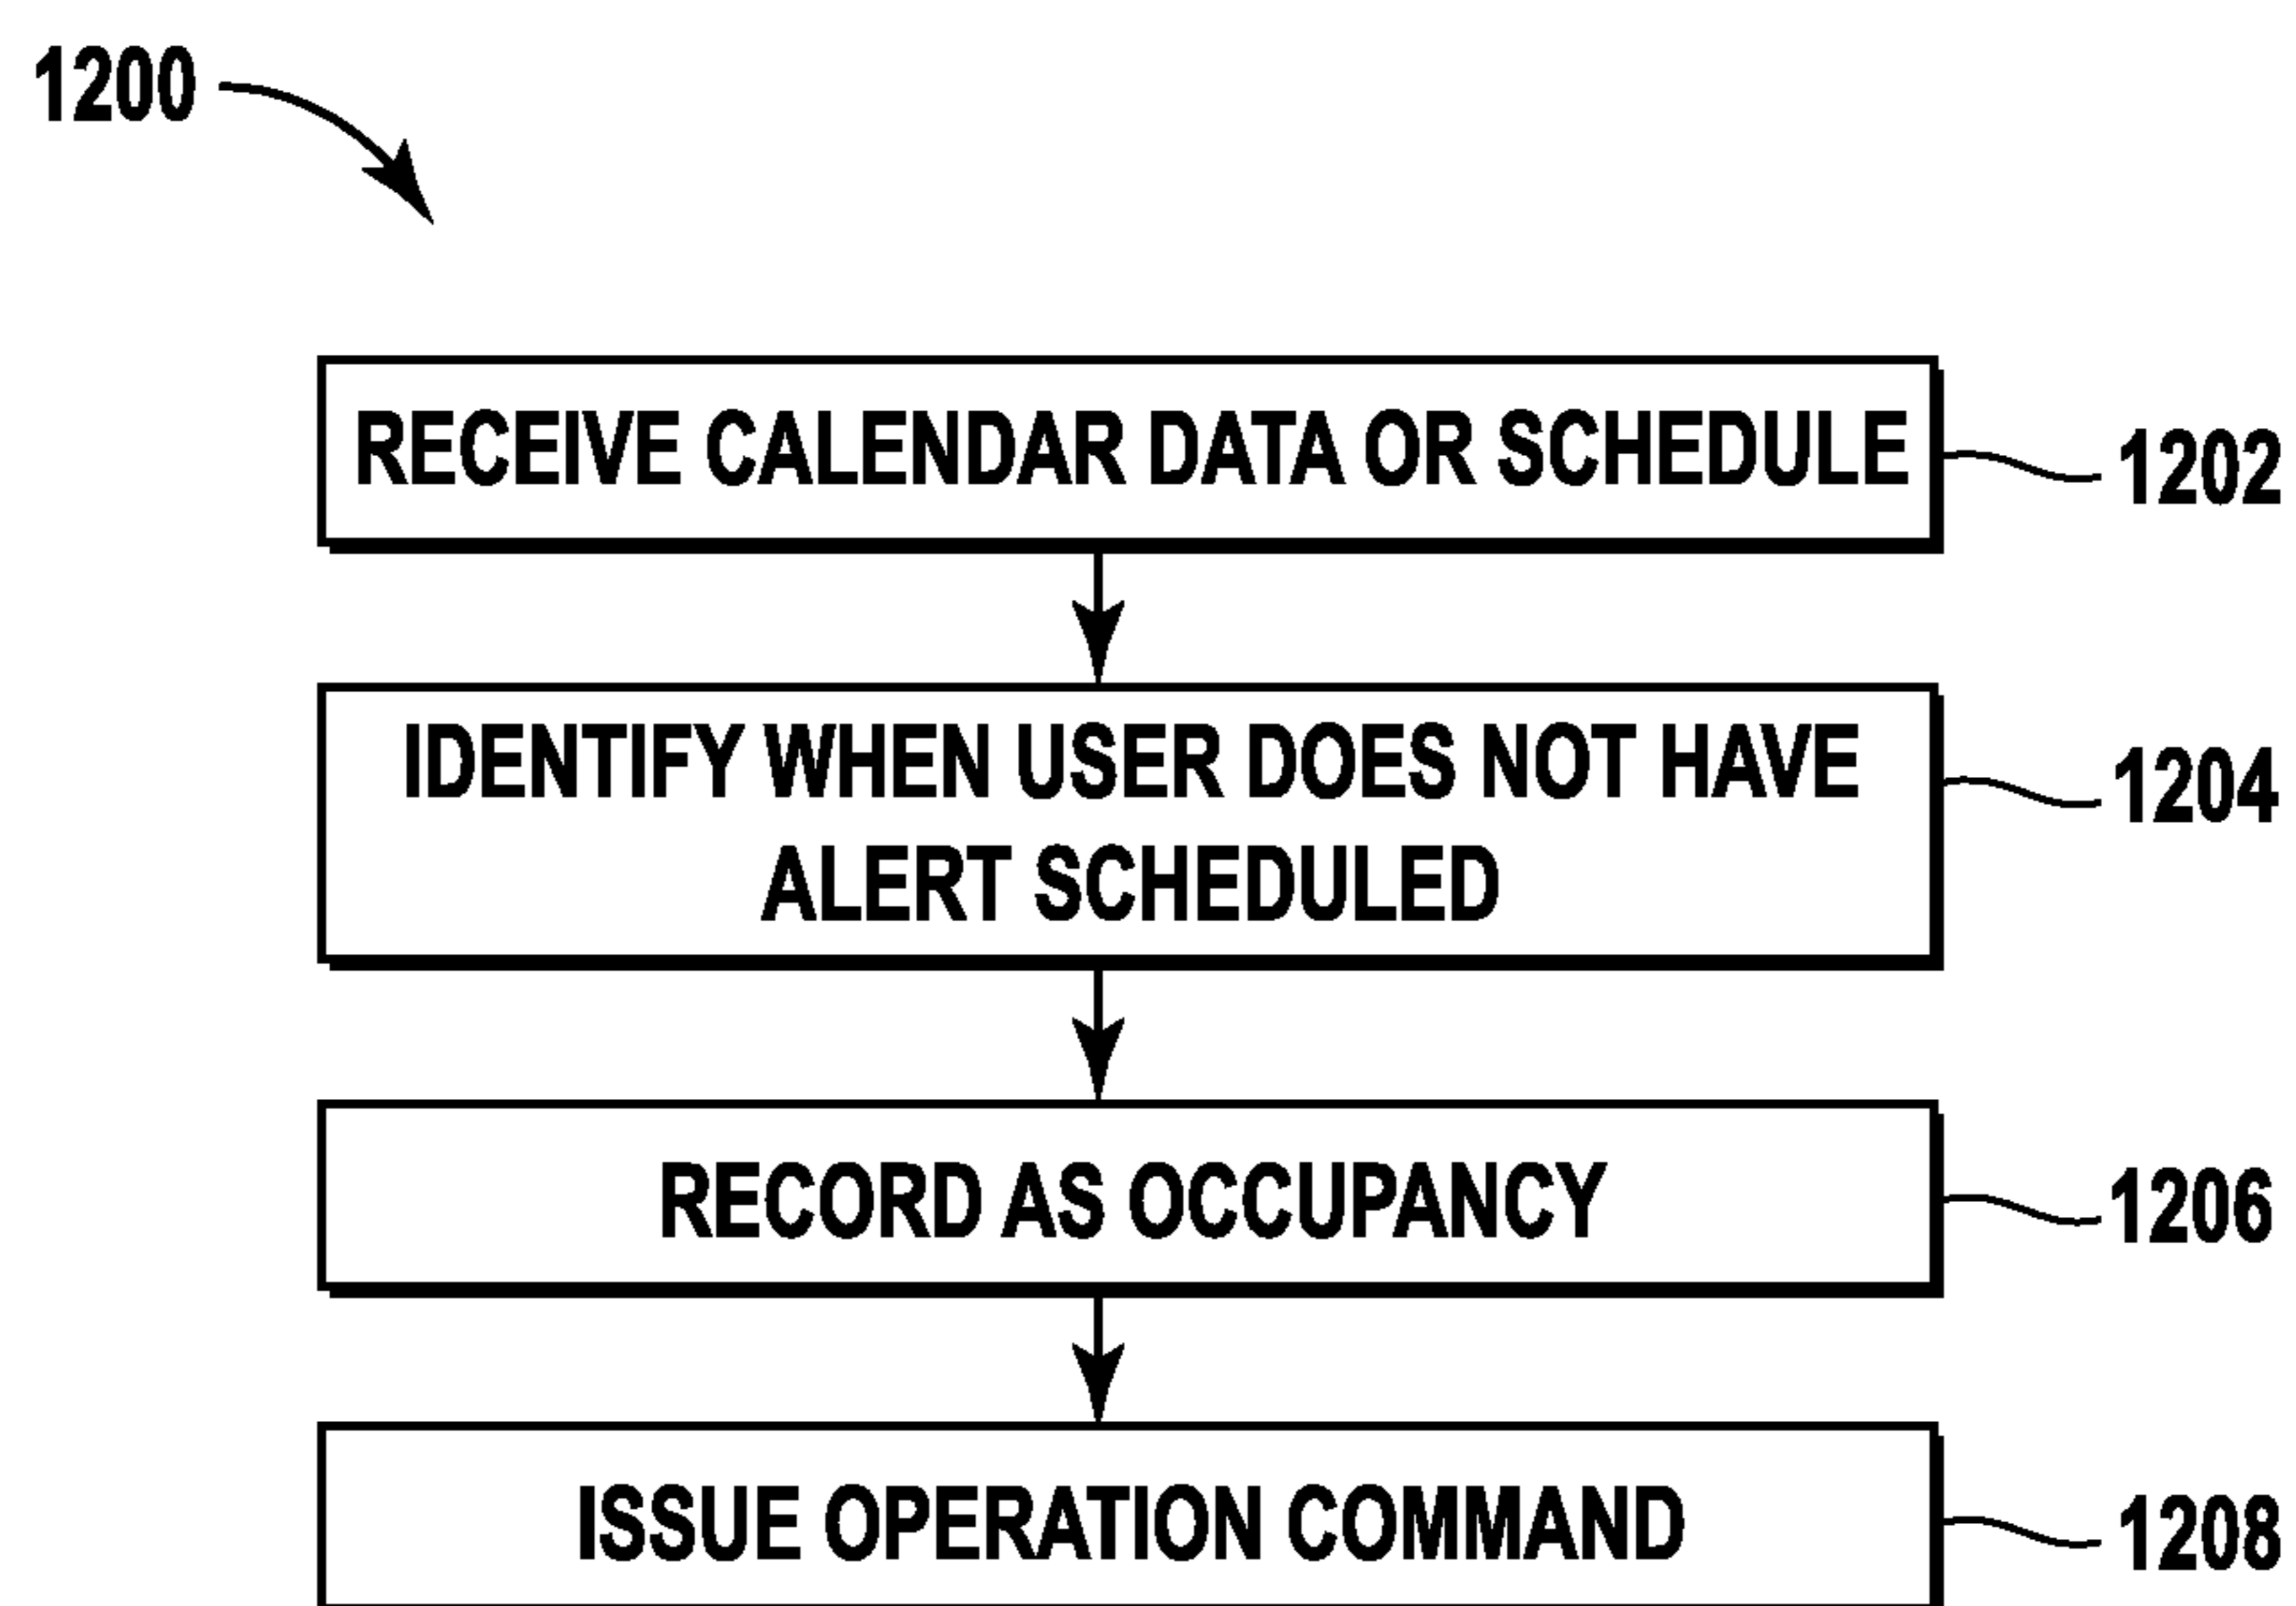 1200
RECEIVE CALENDAR DATA OR SCHEDULE
1202
IDENTIFY WHEN USER DOES NOT HAVE
ALERT SCHEDULED
1204
RECORD AS OCCUPANCY
1206
ISSUE OPERATION COMMAND
1208